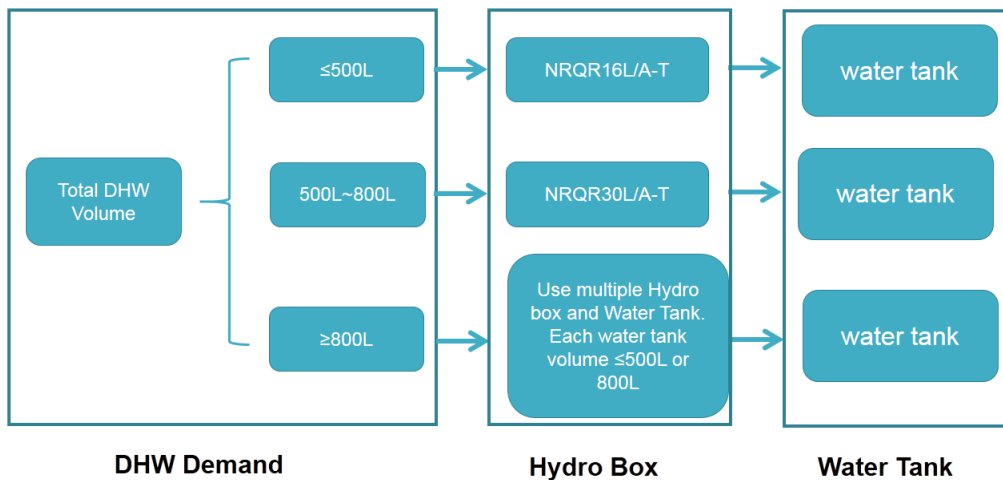 ≤500L
NRQR16L/A-T
water tank
Total DHW
Volume
500L~800L
NRQR30L/A-T
water tank
≥800L
Use multiple Hydro
box and Water Tank.
Each water tank
volume ≤500L or
800L
water tank
DHW Demand
Hydro Box
Water Tank